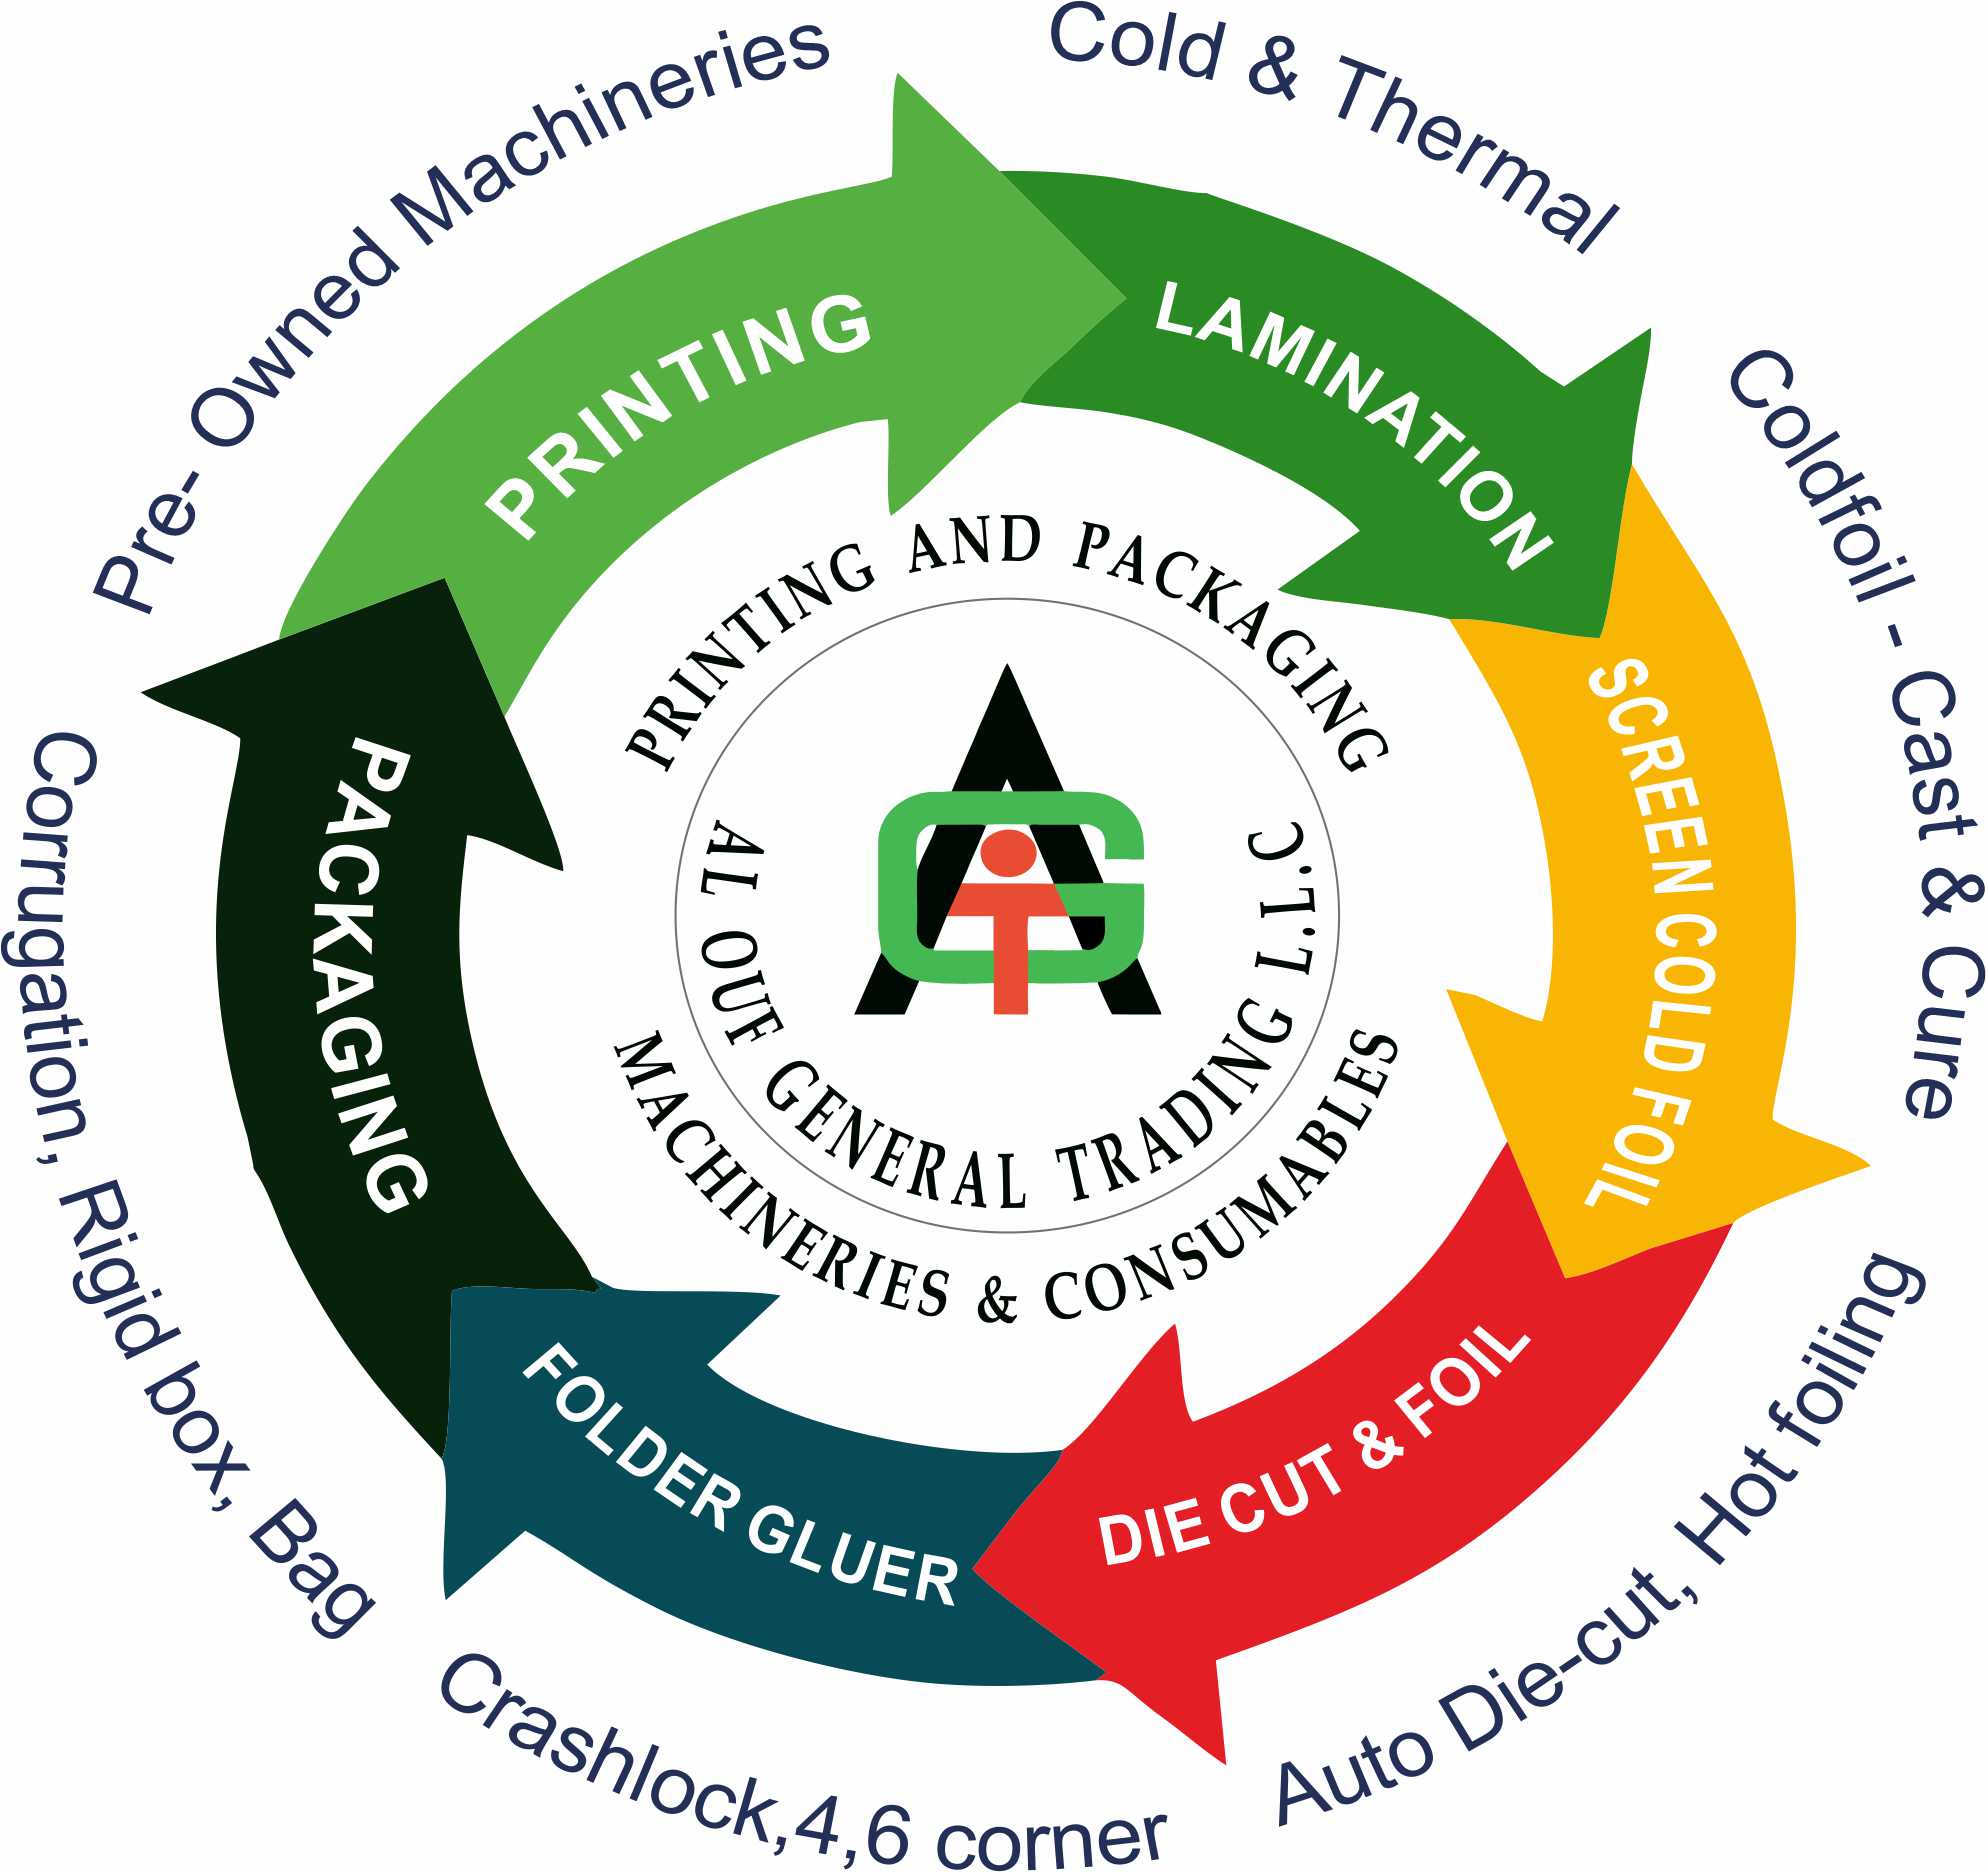 Pre- Owned Machineries
Cold & Thermal
Coldfoil - Cast & Cure
Auto Die-cut, Hot foiling
Crashlock,4,6 corner
Corrugation, Rigid box, Bag
PRINTING
LAMINATION
SCREEN COLD FOIL
DIE CUT & FOIL
FOLDER GLUER
PACKAGING
PRINTING AND PACKAGING
AL OUF GENERAL TRADING L.L.C
MACHINERIES & CONSUMABLES